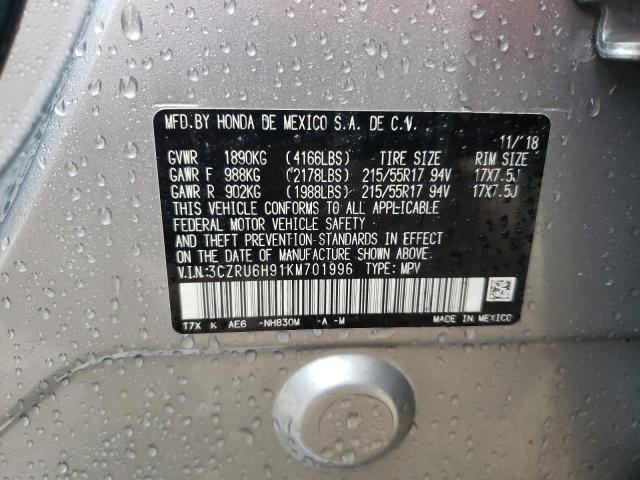 MFD.BY HONDA DE MEXICO S.A. DE C.V.
11/'18
GVWR 1890KG (4166LBS) TIRE SIZE RIM SIZE
GAWR F 988KG (2178LBS) 215/55R17 94V 17X7.5J
GAWR R 902KG (1988LBS) 215/55R17 94V 17X7.5J
THIS VEHICLE CONFORMS TO ALL APPLICABLE
FEDERAL MOTOR VEHICLE SAFETY
AND THEFT PREVENTION STANDARDS IN EFFECT
ON THE DATE OF MANUFACTURE SHOWN ABOVE.
V.I.N:3CZRU6H91KM701996 TYPE: MPV
T7X K AE6 -NH830M -A -M MADE IN MEXICO